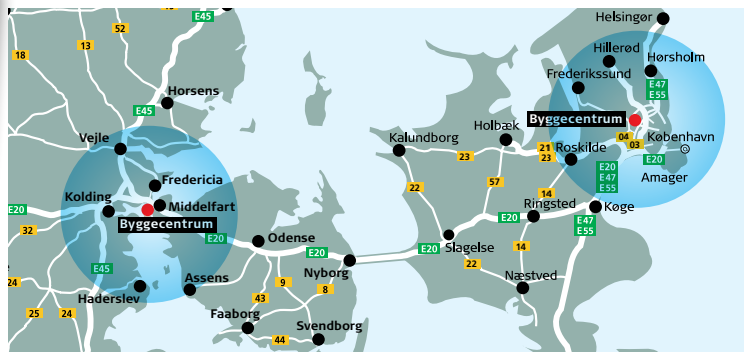 Helsingør
E45
52
13
18
Hillerød
Hørsholm
Frederikssund
E47
E55
Horsens
E45
Byggecentrum
Vejle
Kalundborg
Holbæk
21
23
23
04
03
København
Roskilde
E20
Amager
Fredericia
22
57
14
E20
E47
E55
Kolding
Middelfart
E20
Byggecentrum
Ringsted
Køge
E20
32
E20
Odense
E20
E20
Slagelse
E47
E55
14
E45
Nyborg
22
24
Haderslev
Assens
9
8
Næstved
43
25
24
Faaborg
Svendborg
44